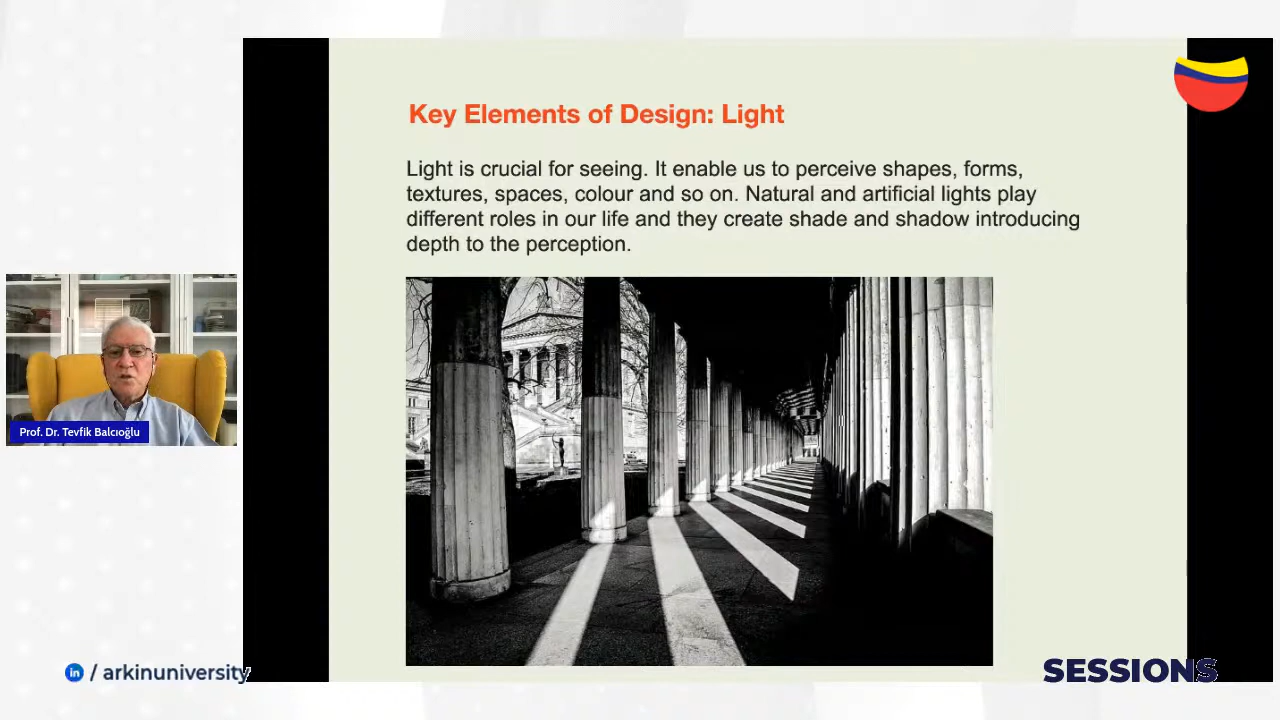 Key Elements of Design: Light
Light is crucial for seeing. It enable us to perceive shapes, forms,
textures, spaces, colour and so on. Natural and artificial lights play
different roles in our life and they create shade and shadow introducing
depth to the perception.
Prof. Dr. Tevfik Balcıoğlu
in / arkinuniversity
SESSIONS